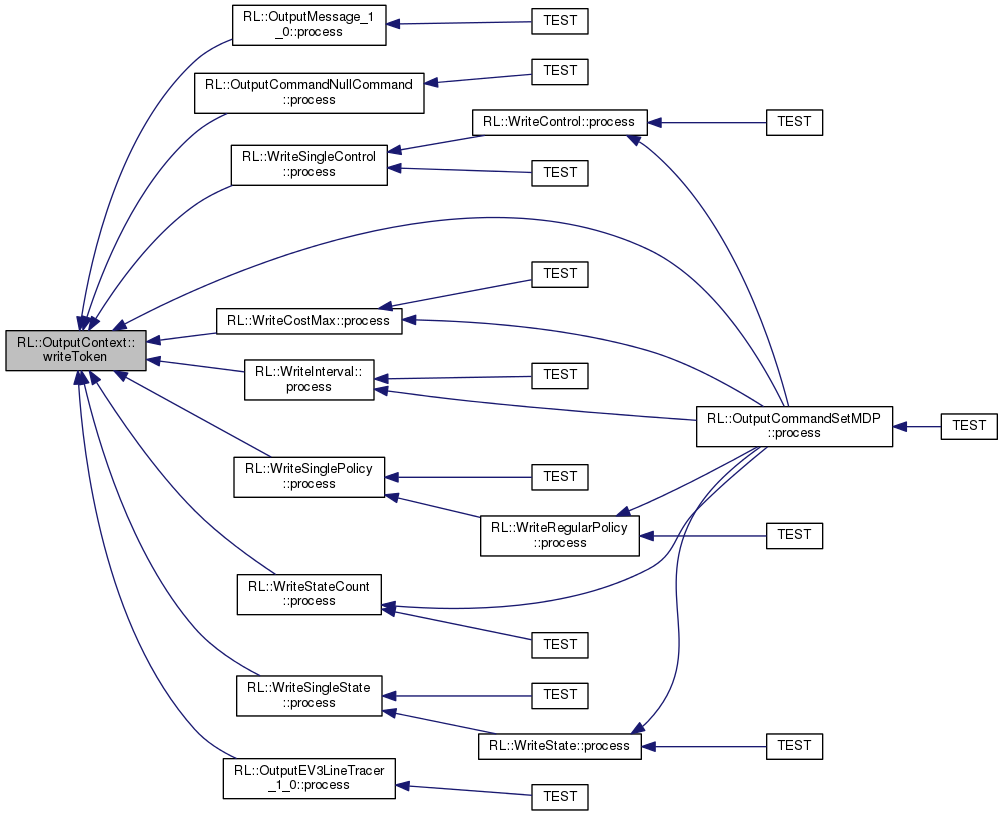 RL::OutputMessage_1
_0::process
TEST
RL::OutputCommandNullCommand
::process
TEST
RL::WriteControl::process
TEST
RL::WriteSingleControl
::process
TEST
TEST
RL::WriteCostMax::process
RL::OutputContext::
writeToken
RL::WriteInterval::
process
TEST
RL::OutputCommandSetMDP
::process
TEST
RL::WriteSinglePolicy
::process
TEST
RL::WriteRegularPolicy
::process
TEST
RL::WriteStateCount
::process
TEST
RL::WriteSingleState
::process
TEST
RL::WriteState::process
TEST
RL::OutputEV3LineTracer
_1_0::process
TEST